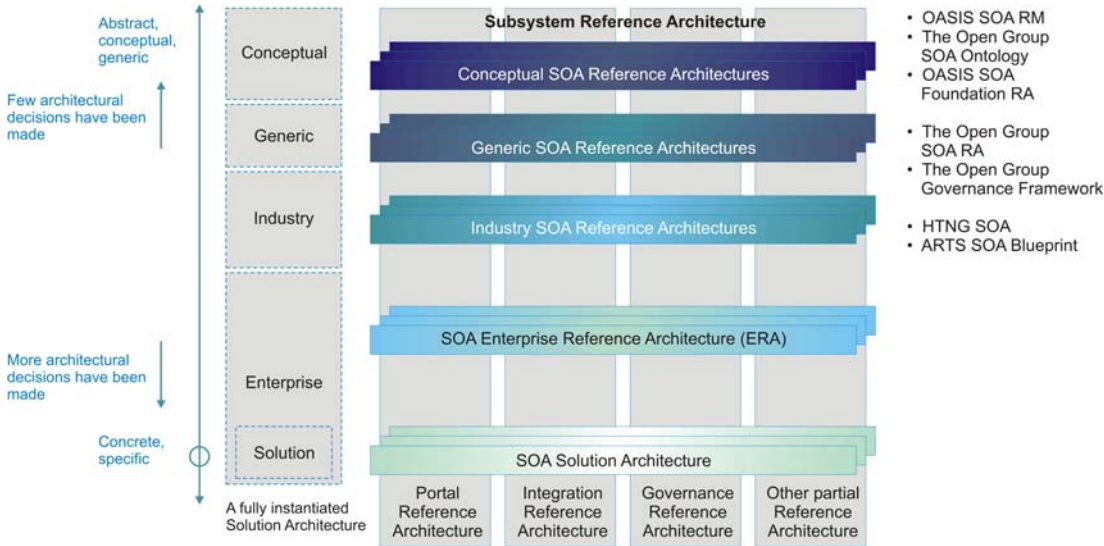 Abstract,
conceptual,
generic
Few architectural
decisions have been
made
More architectural
decisions have been
made
Concrete,
specific
Conceptual
Generic
Industry
Enterprise
Solution
A fully instantiated
Solution Architecture
Subsystem Reference Architecture
Conceptual SOA Reference Architectures
Generic SOA Reference Architectures
Industry SOA Reference Architectures
SOA Enterprise Reference Architecture (ERA)
SOA Solution Architecture
Portal
Reference
Architecture
Integration
Reference
Architecture
Governance
Reference
Architecture
Other partial
Reference
Architecture
• OASIS SOA RM
• The Open Group
SOA Ontology
• OASIS SOA
Foundation RA
• The Open Group
SOA RA
• The Open Group
Governance Framework
• HTNG SOA
• ARTS SOA Blueprint